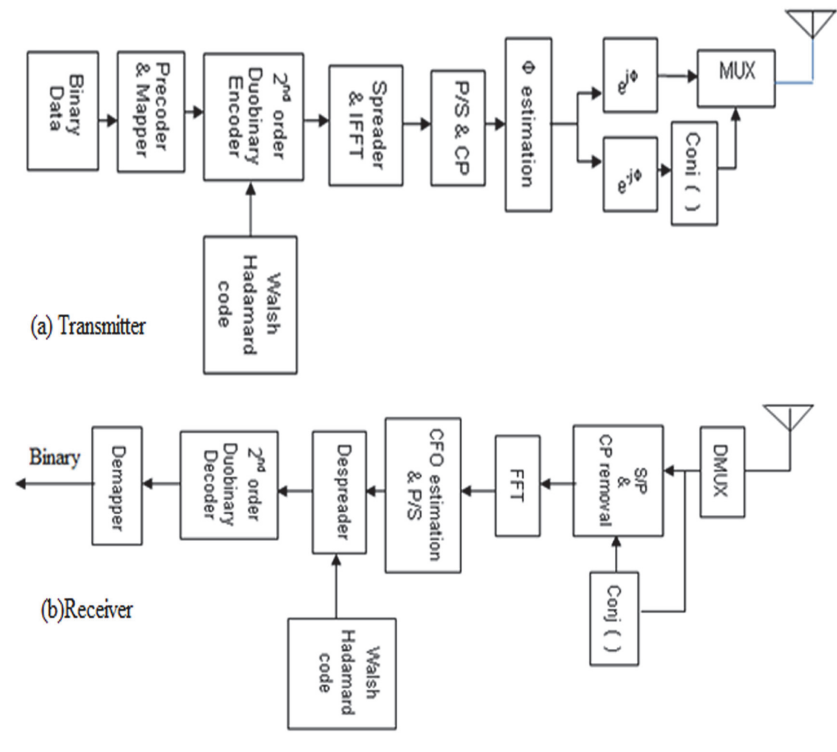 Binary
Data
Precoder
& Mapper
2nd order
Duobinary
Encoder
Spreader
& IFFT
P/S & CP
Φ estimation
e^jΦ
MUX
e^-jΦ
Coni ( )
Walsh
Hadamard
code
(a) Transmitter
Binary
Demapper
2nd order
Duobinary
Decoder
Despreader
CFO estimation
& P/S
FFT
S/P
&
CP removal
DMUX
Conj ( )
Walsh
Hadamard
code
(b)Receiver